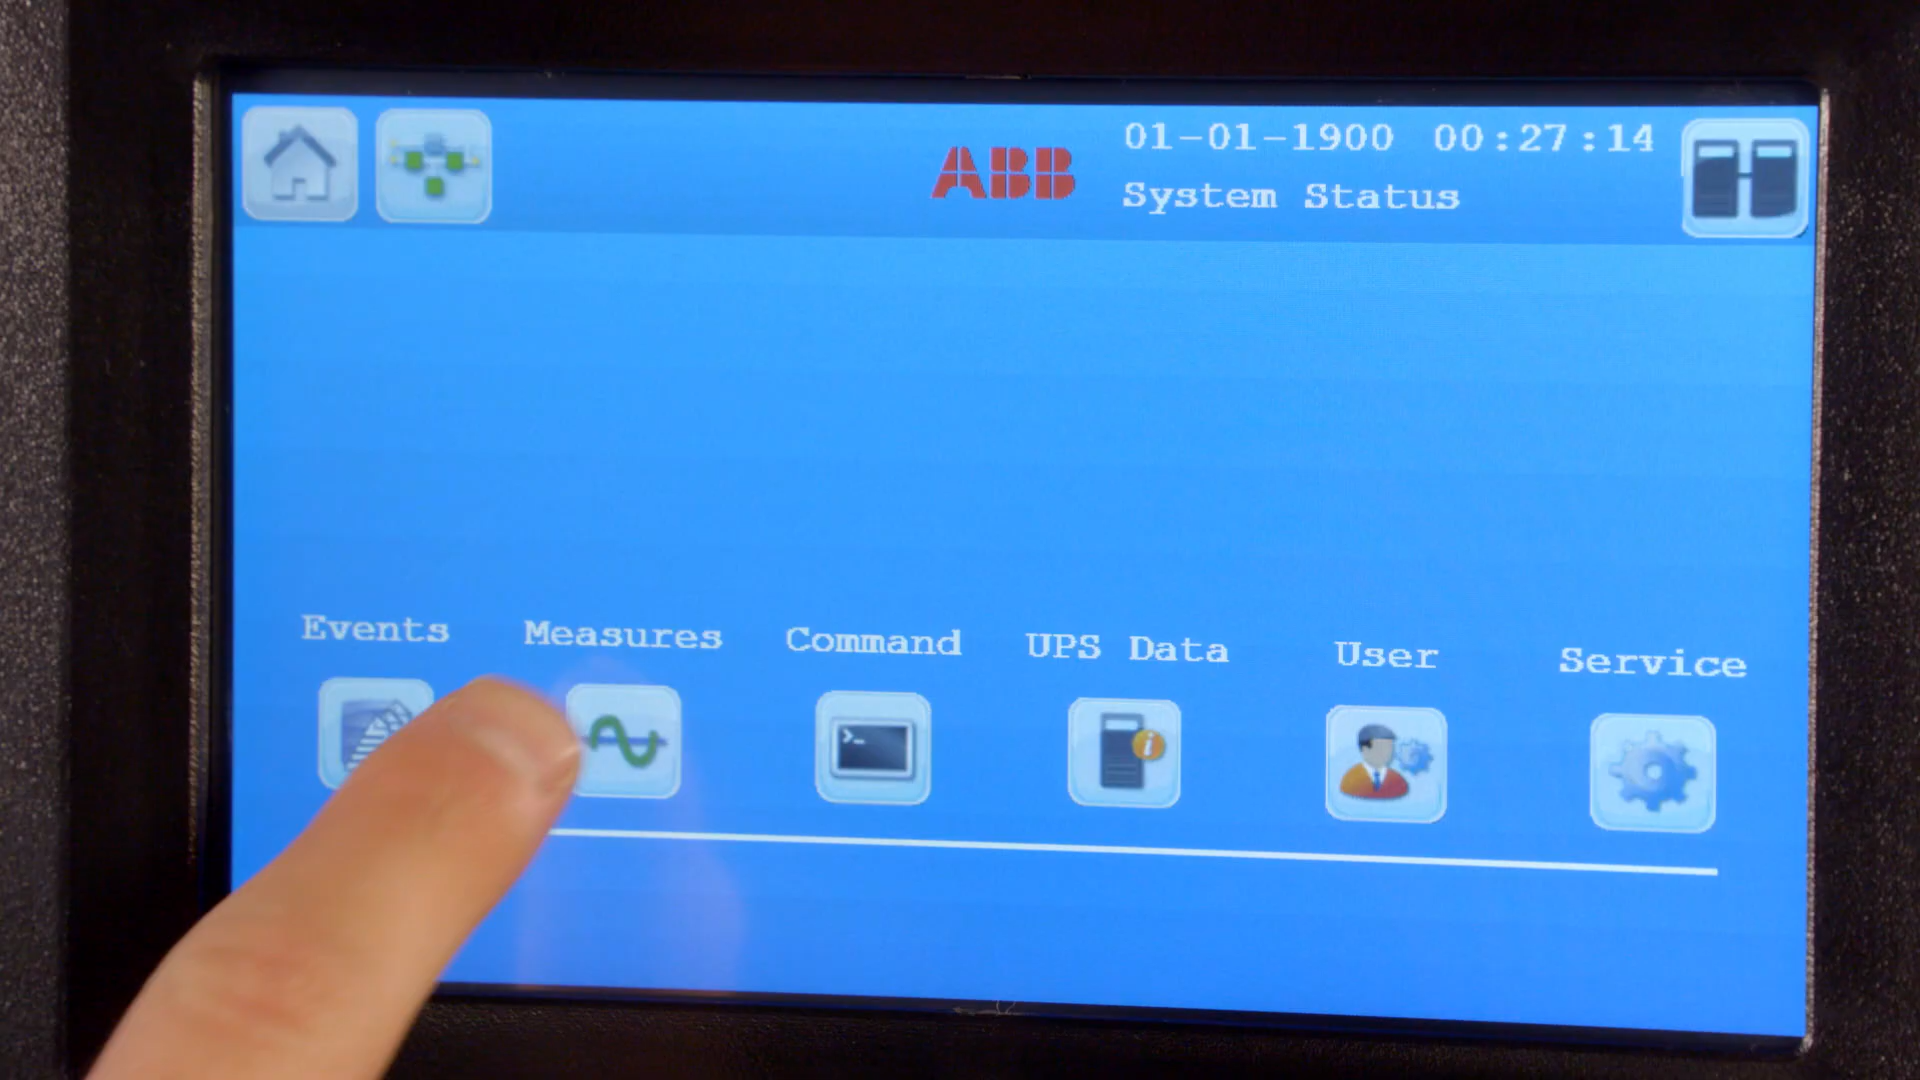 ABB
01-01-1900 00:27:14
System Status
Events Measures Command UPS Data User Service